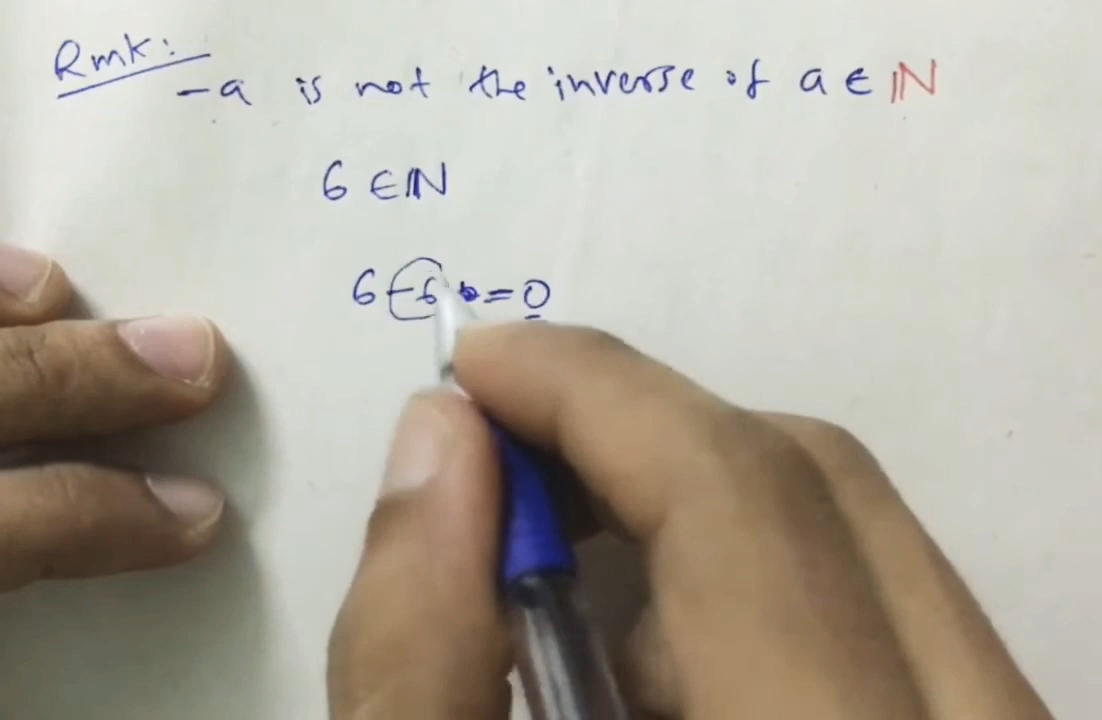 Rmk:
-a is not the inverse of a ∈ ℕ
6 ∈ ℕ
6 -6 = 0